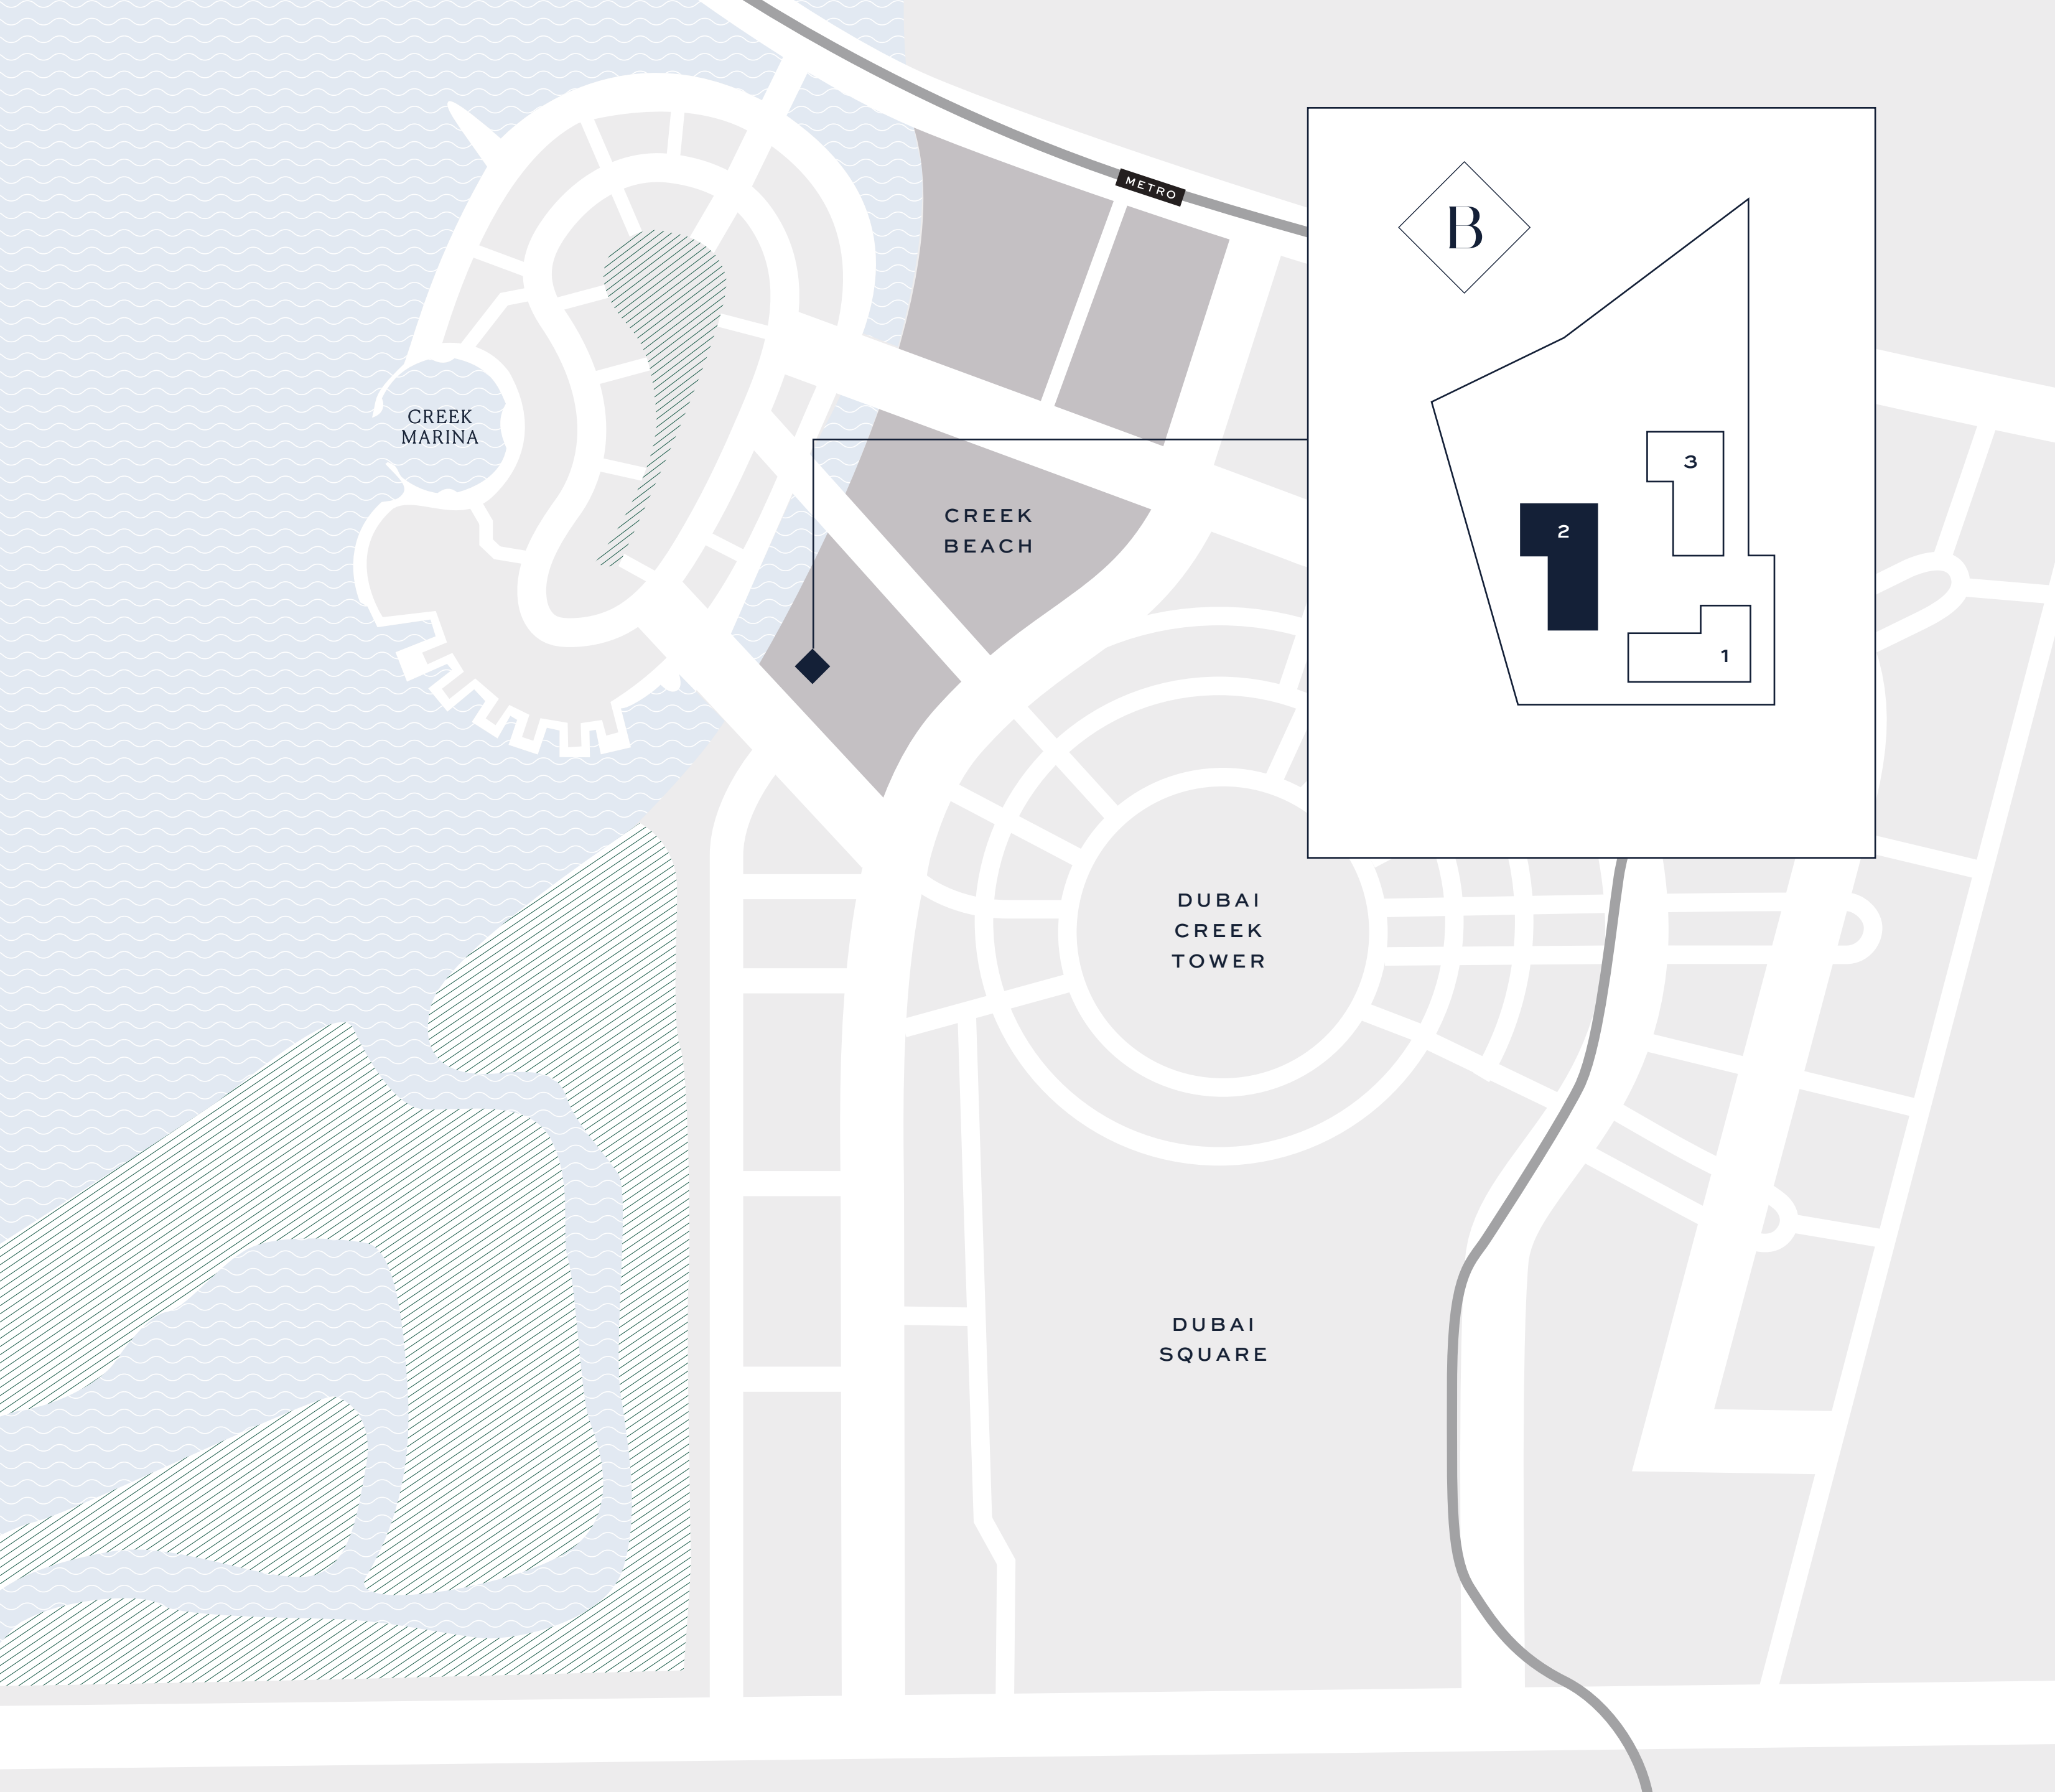 METRO
B
CREEK
MARINA
3
CREEK
BEACH
2
1
DUBAI
CREEK
TOWER
DUBAI
SQUARE